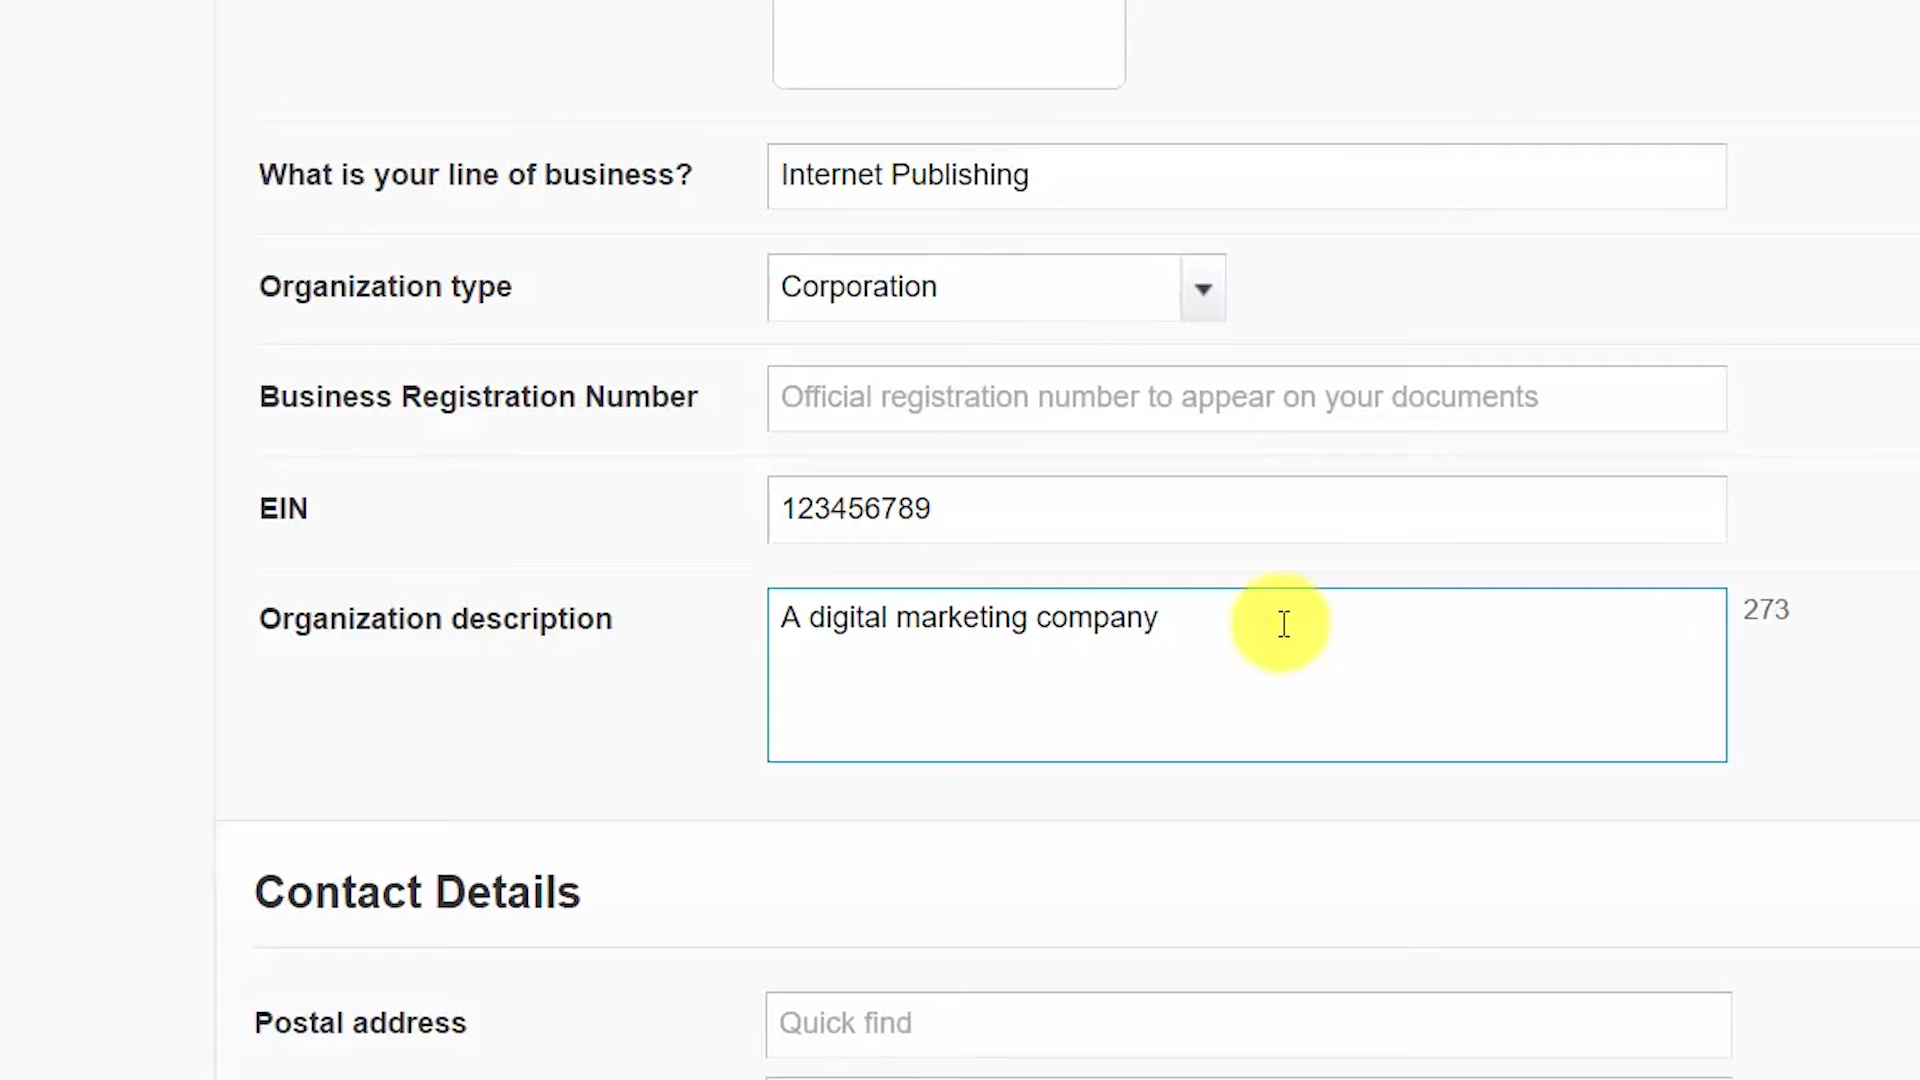 What is your line of business?
Internet Publishing
Organization type
Corporation
Business Registration Number
Official registration number to appear on your documents
EIN
123456789
Organization description
A digital marketing company
273
Contact Details
Postal address
Quick find